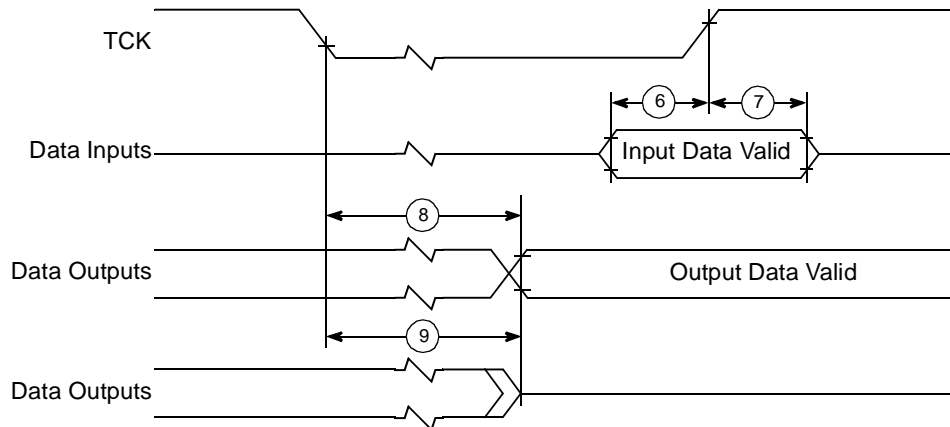 TCK
6
7
Data Inputs
Input Data Valid
8
Data Outputs
Output Data Valid
9
Data Outputs